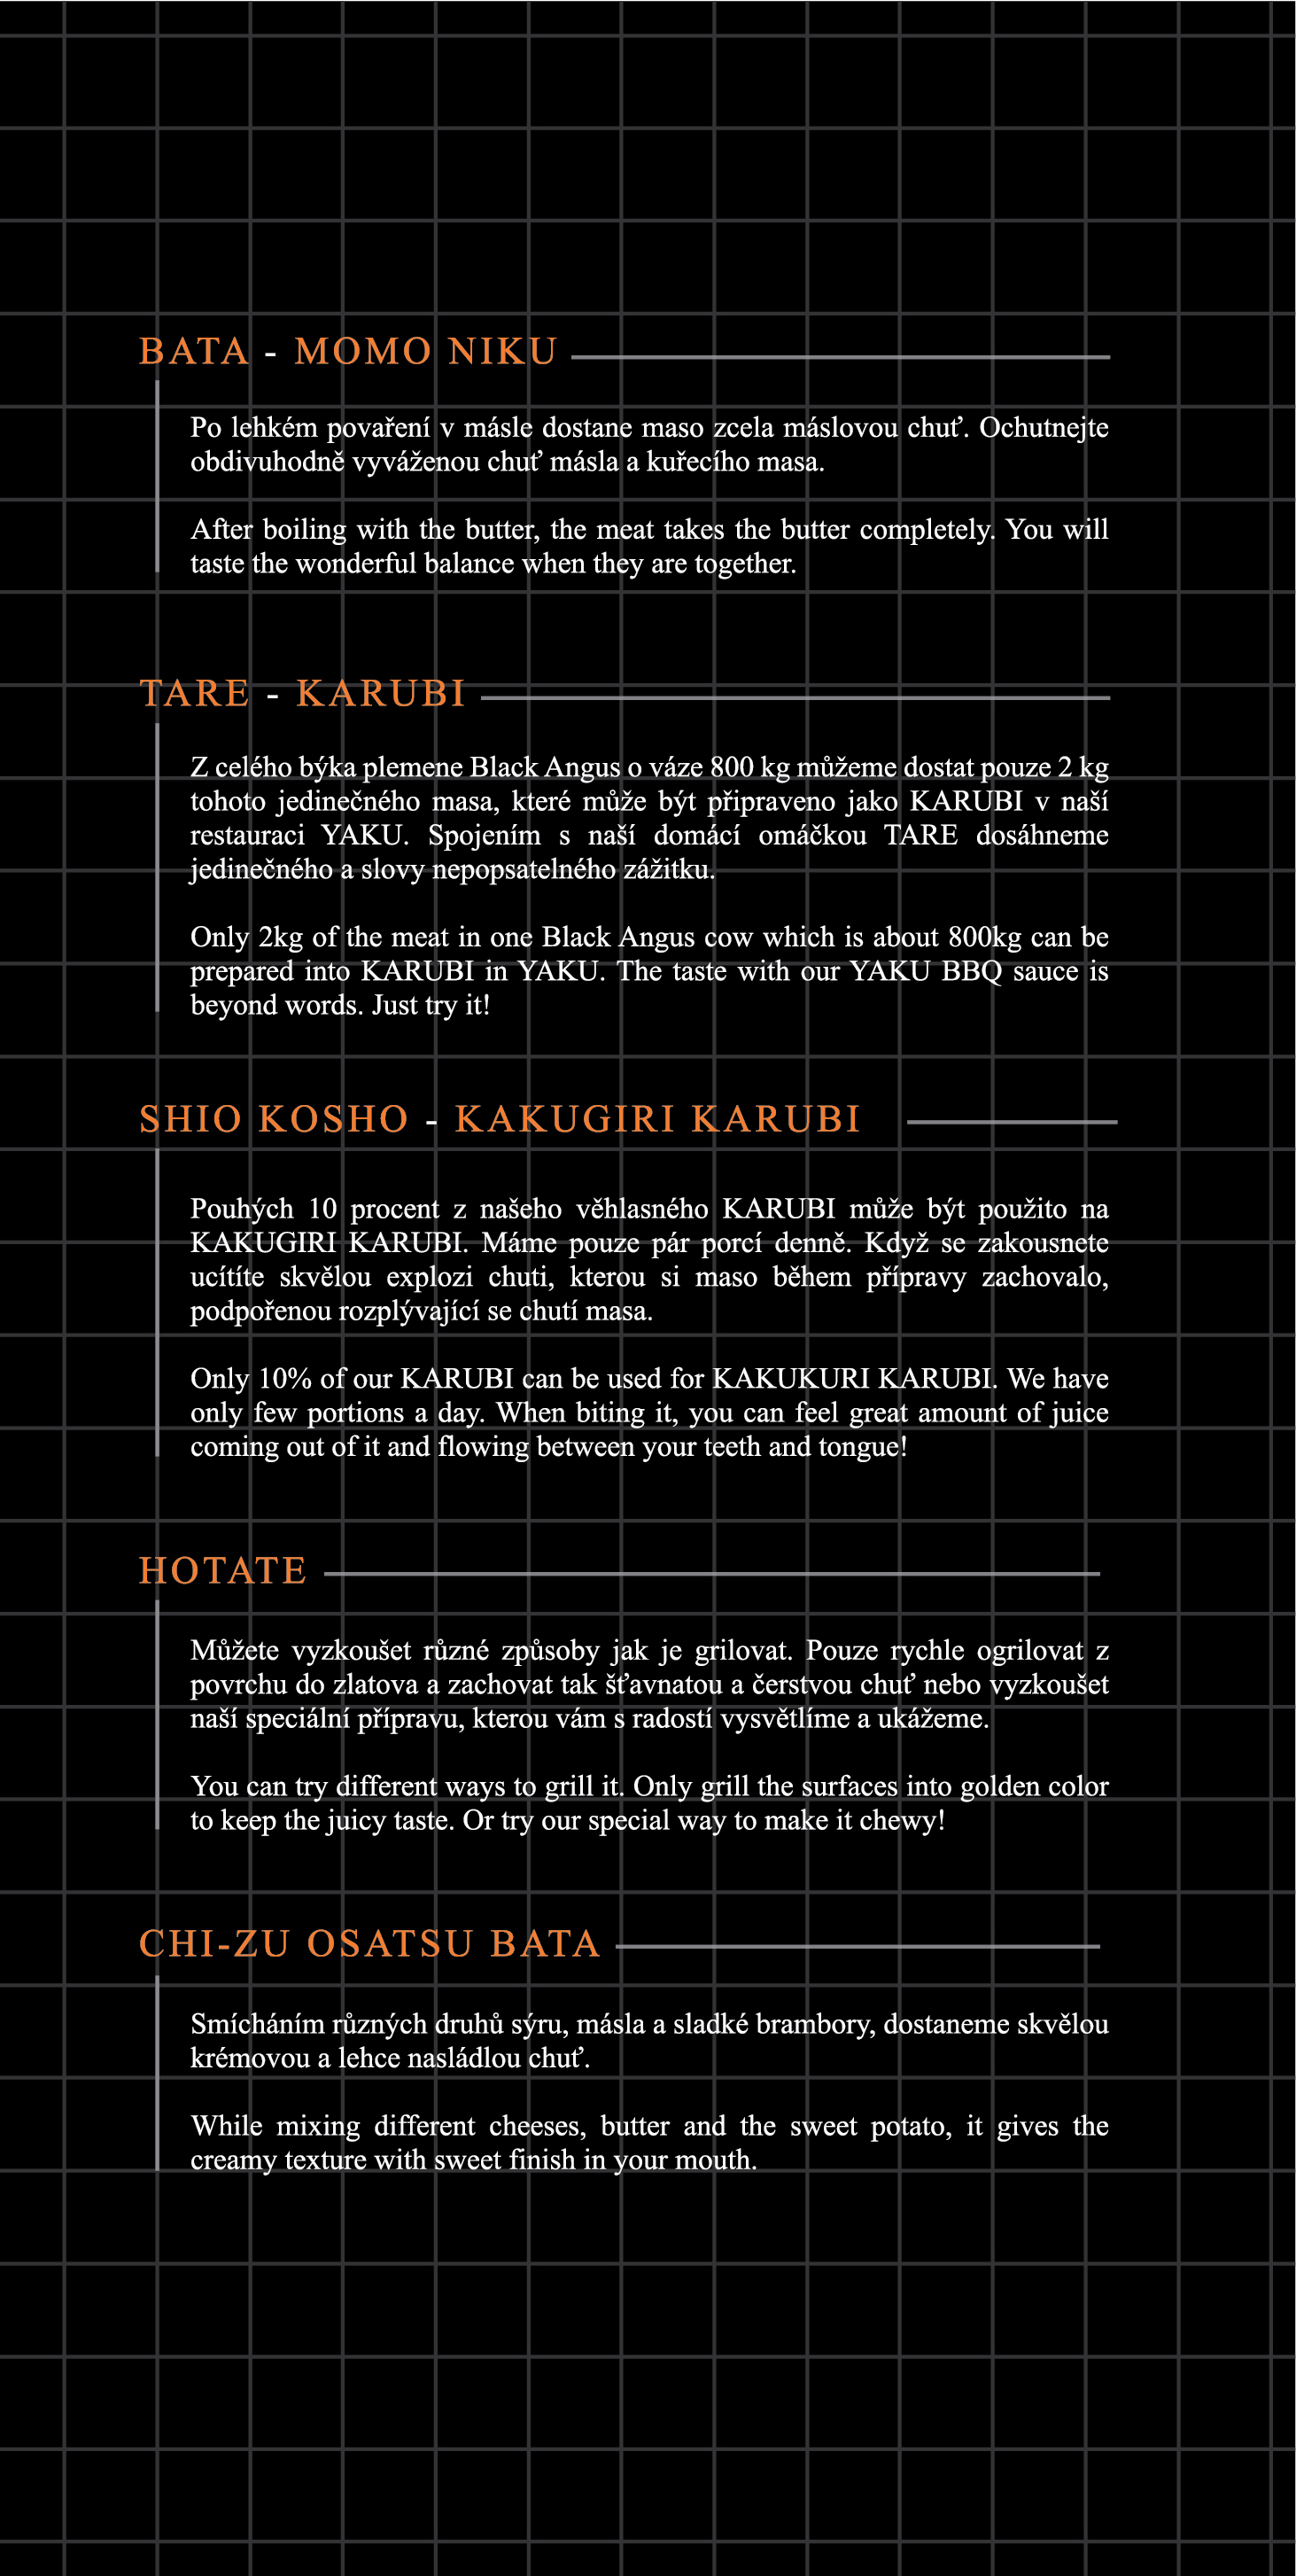 BATA - MOMO NIKU
Po lehkém povaření v másle dostane maso zcela máslovou chuť. Ochutnejte
obdivuhodně vyváženou chuť másla a kuřecího masa.
After boiling with the butter, the meat takes the butter completely. You will
taste the wonderful balance when they are together.
TARE - KARUBI
Z celého býka plemene Black Angus o váze 800 kg můžeme dostat pouze 2 kg
tohoto jedinečného masa, které může být připraveno jako KARUBI v naší
restauraci YAKU. Spojením s naší domácí omáčkou TARE dosáhneme
jedinečného a slovy nepopsatelného zážitku.
Only 2kg of the meat in one Black Angus cow which is about 800kg can be
prepared into KARUBI in YAKU. The taste with our YAKU BBQ sauce is
beyond words. Just try it!
SHIO KOSHO - KAKUGIRI KARUBI
Pouhých 10 procent z našeho věhlasného KARUBI může být použito na
KAKUGIRI KARUBI. Máme pouze pár porcí denně. Když se zakousnete
ucítíte skvělou explozi chuti, kterou si maso během přípravy zachovalo,
podpořenou rozplývající se chutí masa.
Only 10% of our KARUBI can be used for KAKUKURI KARUBI. We have
only few portions a day. When biting it, you can feel great amount of juice
coming out of it and flowing between your teeth and tongue!
HOTATE
Můžete vyzkoušet různé způsoby jak je grilovat. Pouze rychle ogrilovat z
povrchu do zlatova a zachovat tak šťavnatou a čerstvou chuť nebo vyzkoušet
naší speciální přípravu, kterou vám s radostí vysvětlíme a ukážeme.
You can try different ways to grill it. Only grill the surfaces into golden color
to keep the juicy taste. Or try our special way to make it chewy!
CHI-ZU OSATSU BATA
Smícháním různých druhů sýru, másla a sladké brambory, dostaneme skvělou
krémovou a lehce nasládlou chuť.
While mixing different cheeses, butter and the sweet potato, it gives the
creamy texture with sweet finish in your mouth.